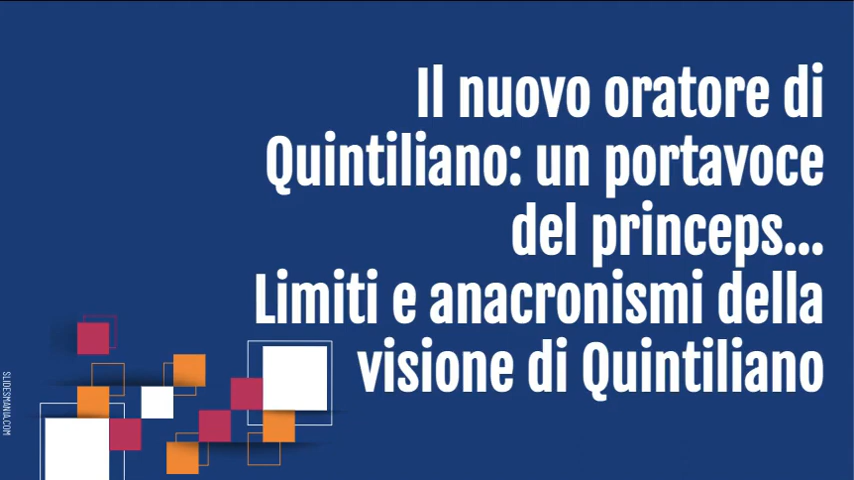 Il nuovo oratore di
Quintiliano: un portavoce
del princeps...
Limiti e anacronismi della
visione di Quintiliano
SLIDESMANIA.COM